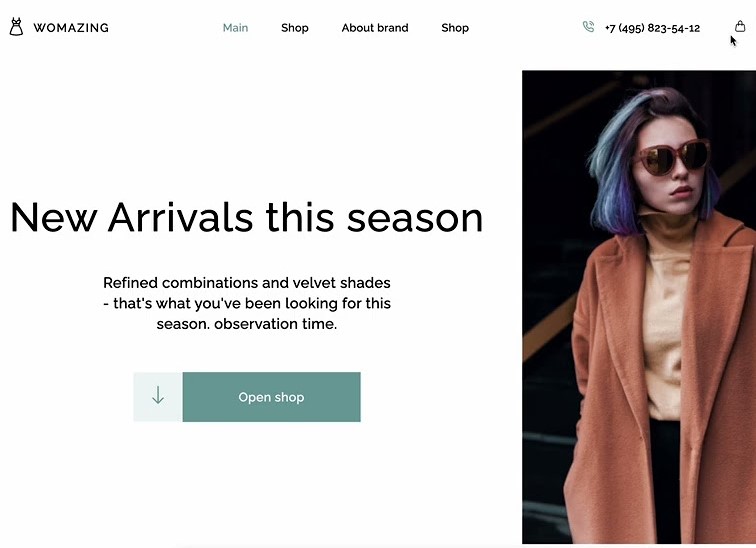 WOMAZING
Main
Shop
About brand
Shop
+7 (495) 823-54-12
New Arrivals this season
Refined combinations and velvet shades
- that's what you've been looking for this
season. observation time.
Open shop